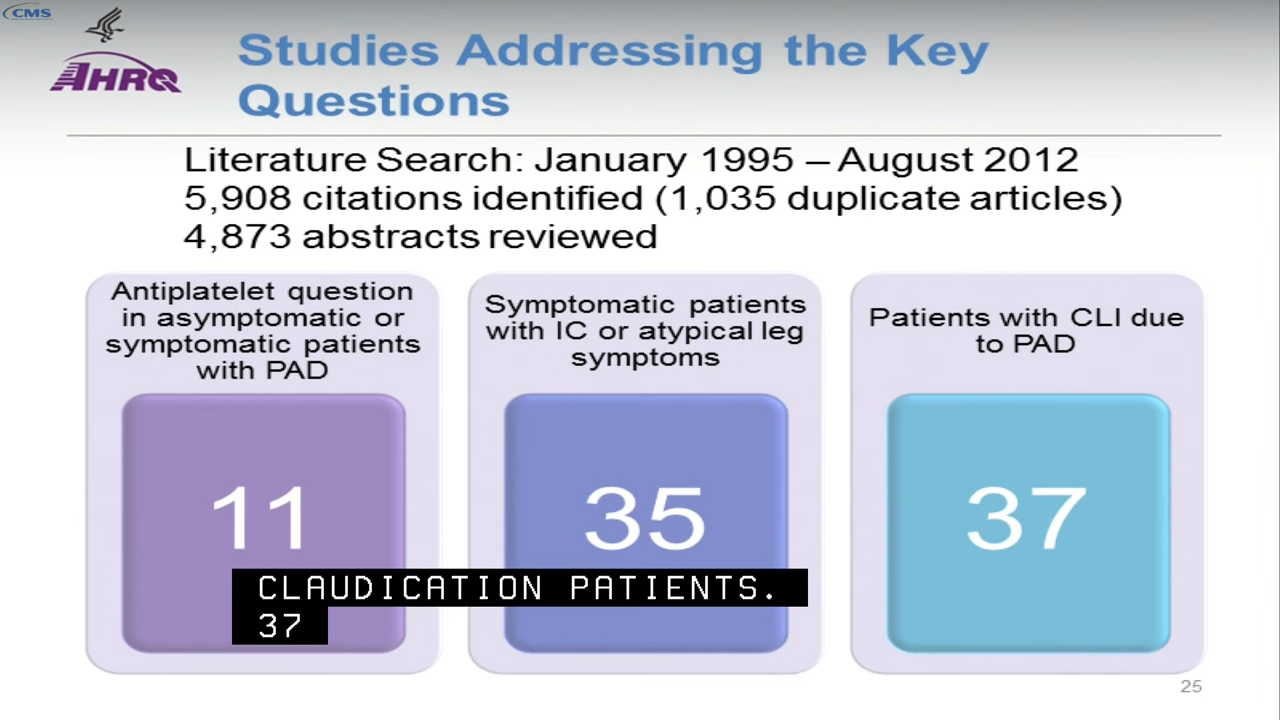 CMS
AHRQ
Studies Addressing the Key
Questions
Literature Search: January 1995 – August 2012
5,908 citations identified (1,035 duplicate articles)
4,873 abstracts reviewed
Antiplatelet question
in asymptomatic or
symptomatic patients
with PAD
11
Symptomatic patients
with IC or atypical leg
symptoms
35
Patients with CLI due
to PAD
37
CLAUDICATION PATIENTS.
37
25